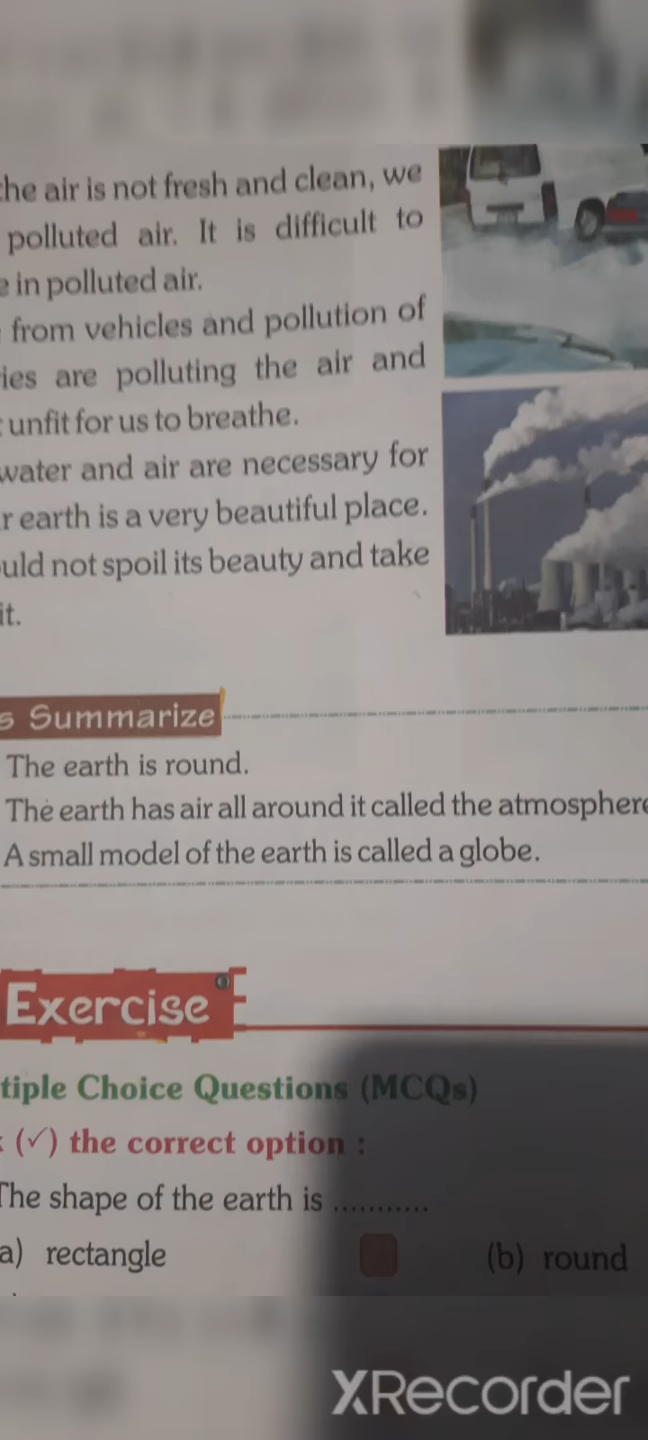 the air is not fresh and clean, we
polluted air. It is difficult to
e in polluted air.
from vehicles and pollution of
ries are polluting the air and
unfit for us to breathe.
water and air are necessary for
r earth is a very beautiful place.
ould not spoil its beauty and take
it.
s Summarize
The earth is round.
The earth has air all around it called the atmosphere
A small model of the earth is called a globe.
Exercise
tiple Choice Questions (MCQs)
(✓) the correct option :
The shape of the earth is ...........
a) rectangle (b) round
XRecorder